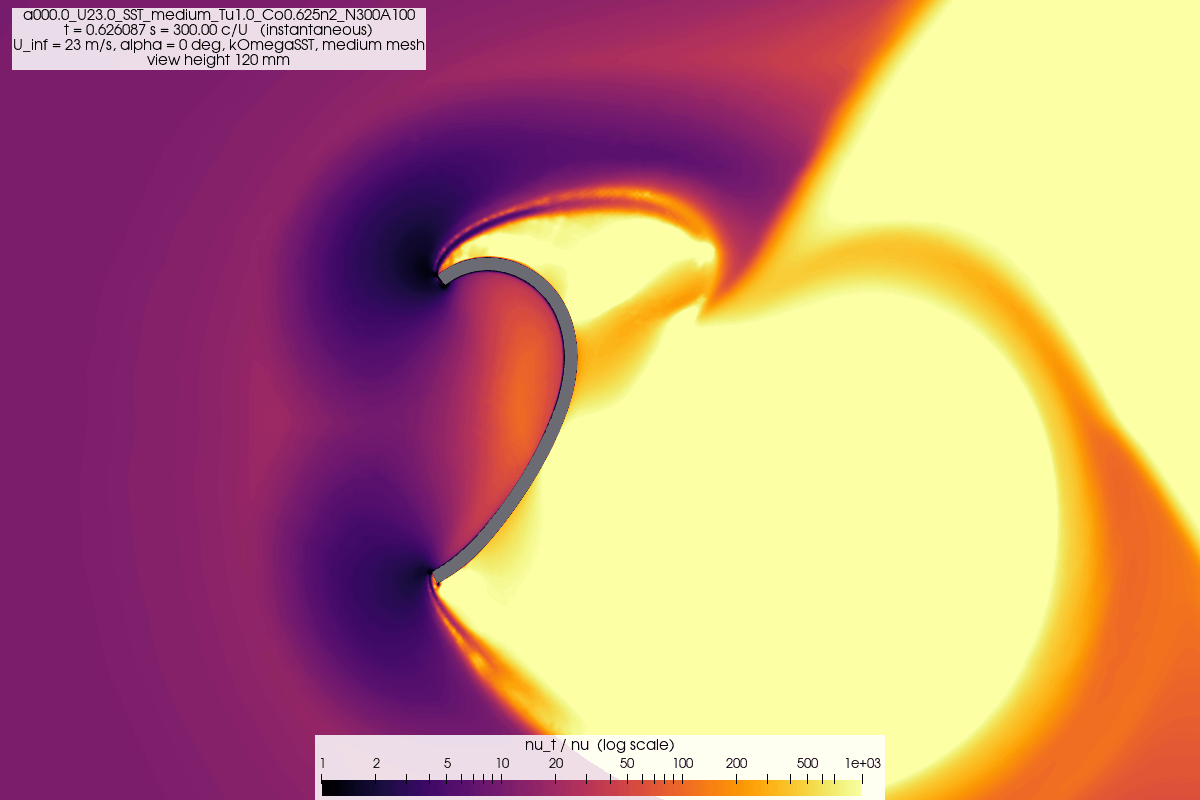 a000.0_U23.0_SST_medium_Tu1.0_Co0.625n2_N300A100
t = 0.626087 s = 300.00 c/U (instantaneous)
U_inf = 23 m/s, alpha = 0 deg, kOmegaSST, medium mesh
view height 120 mm
nu_t / nu (log scale)
1 2 5 10 20 50 100 200 500 1e+03